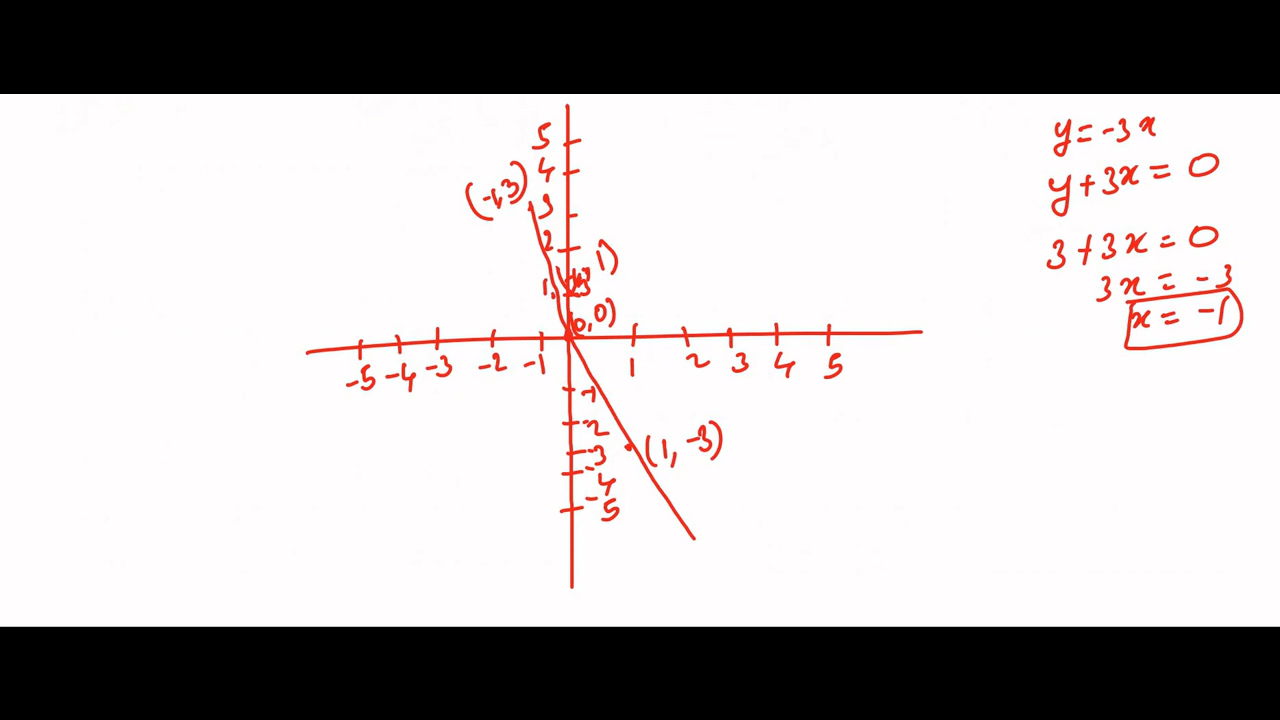 5
4
(-1,3)
3
2
1
1)
(0,0)
-5 -4 -3 -2 -1 1 2 3 4 5
-1
-2
-3
-4
-5
(1, -3)
y = -3x
y + 3x = 0
3 + 3x = 0
3x = -3
x = -1